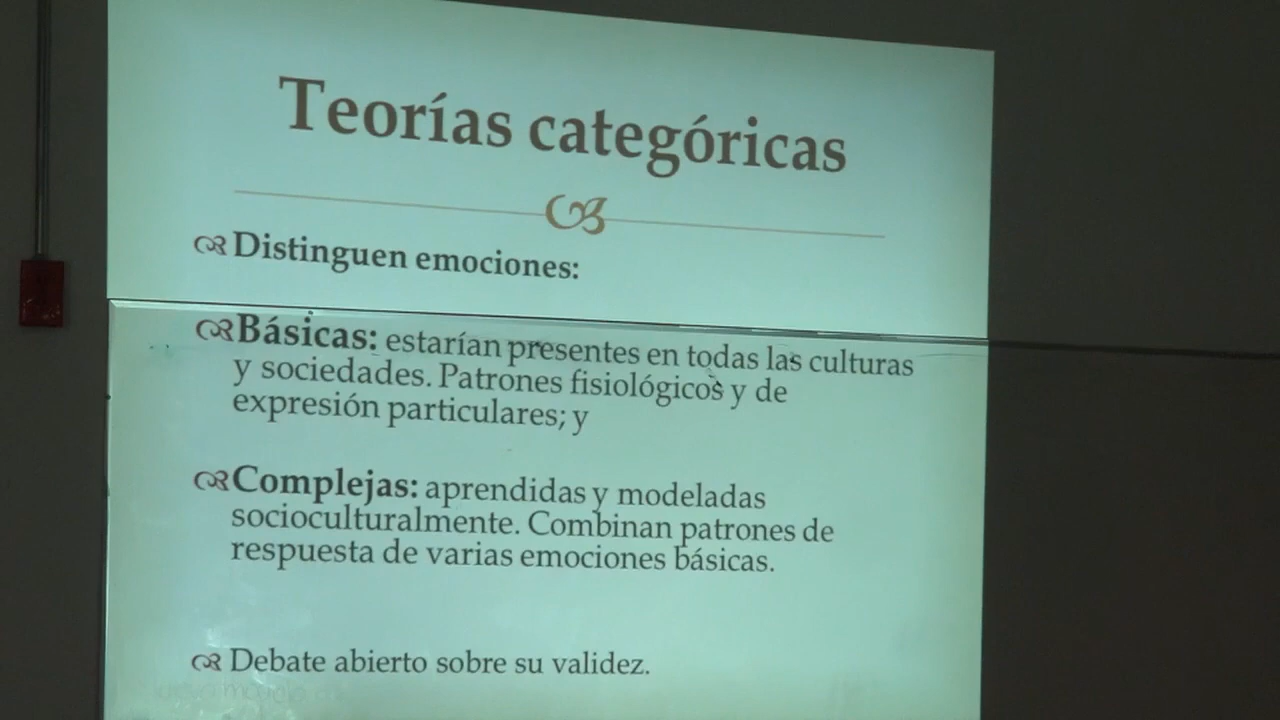 Teorías categóricas
Distinguen emociones:
Básicas: estarían presentes en todas las culturas
y sociedades. Patrones fisiológicos y de
expresión particulares; y
Complejas: aprendidas y modeladas
socioculturalmente. Combinan patrones de
respuesta de varias emociones básicas.
Debate abierto sobre su validez.